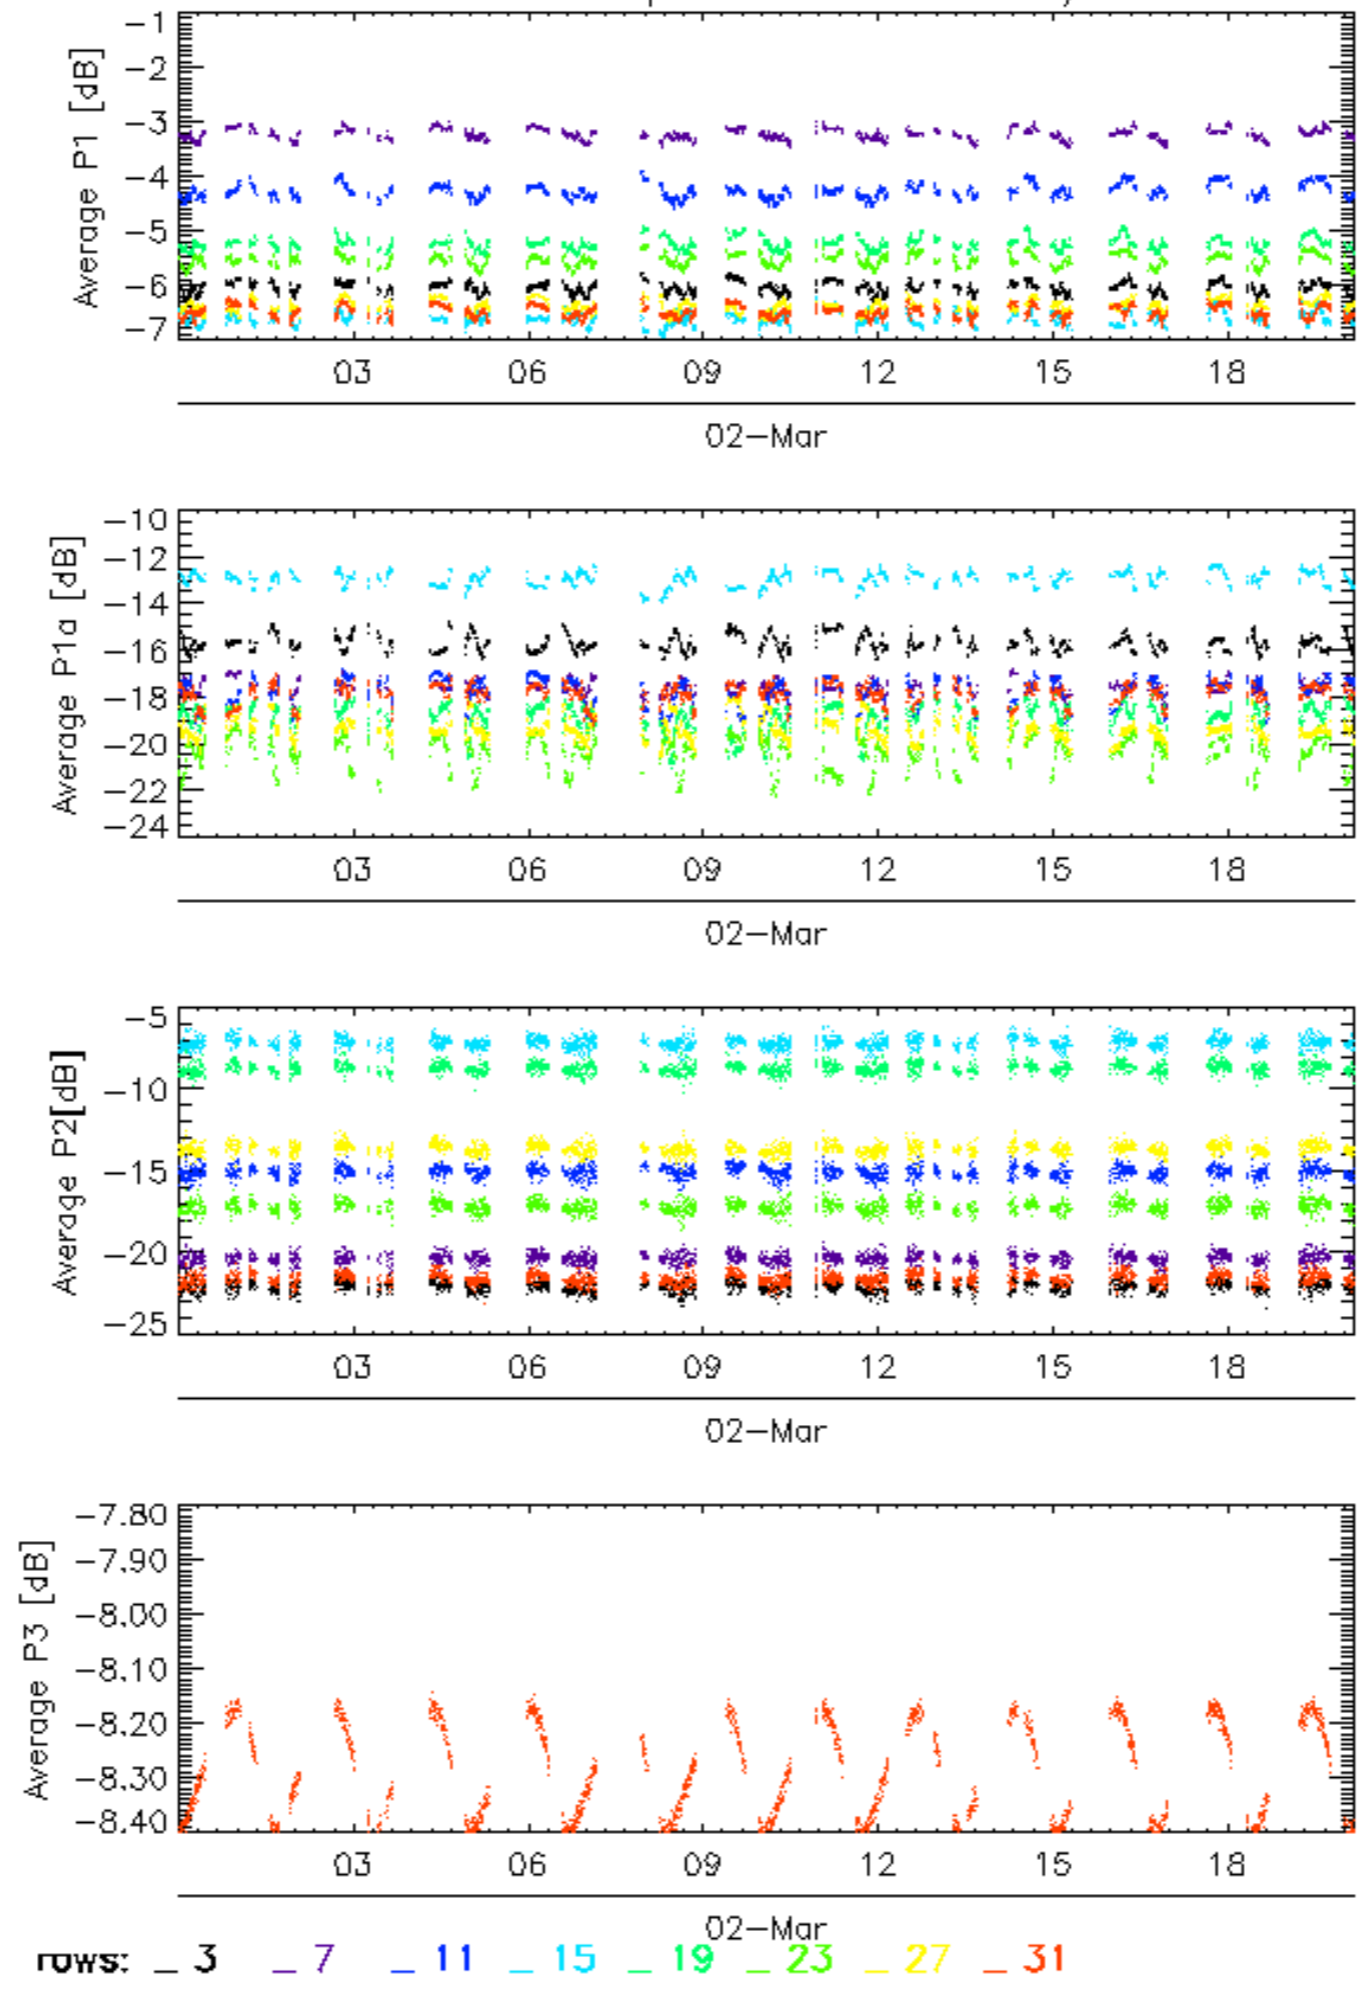 Average P1 [dB]
-1
-2
-3
-4
-5
-6
-7
03 06 09 12 15 18
02-Mar
Average P1a [dB]
-10
-12
-14
-16
-18
-20
-22
-24
03 06 09 12 15 18
02-Mar
Average P2[dB]
-5
-10
-15
-20
-25
03 06 09 12 15 18
02-Mar
Average P3 [dB]
-7.80
-7.90
-8.00
-8.10
-8.20
-8.30
-8.40
03 06 09 12 15 18
02-Mar
rows: _ 3 _ 7 _ 11 _ 15 _ 19 _ 23 _ 27 _ 31